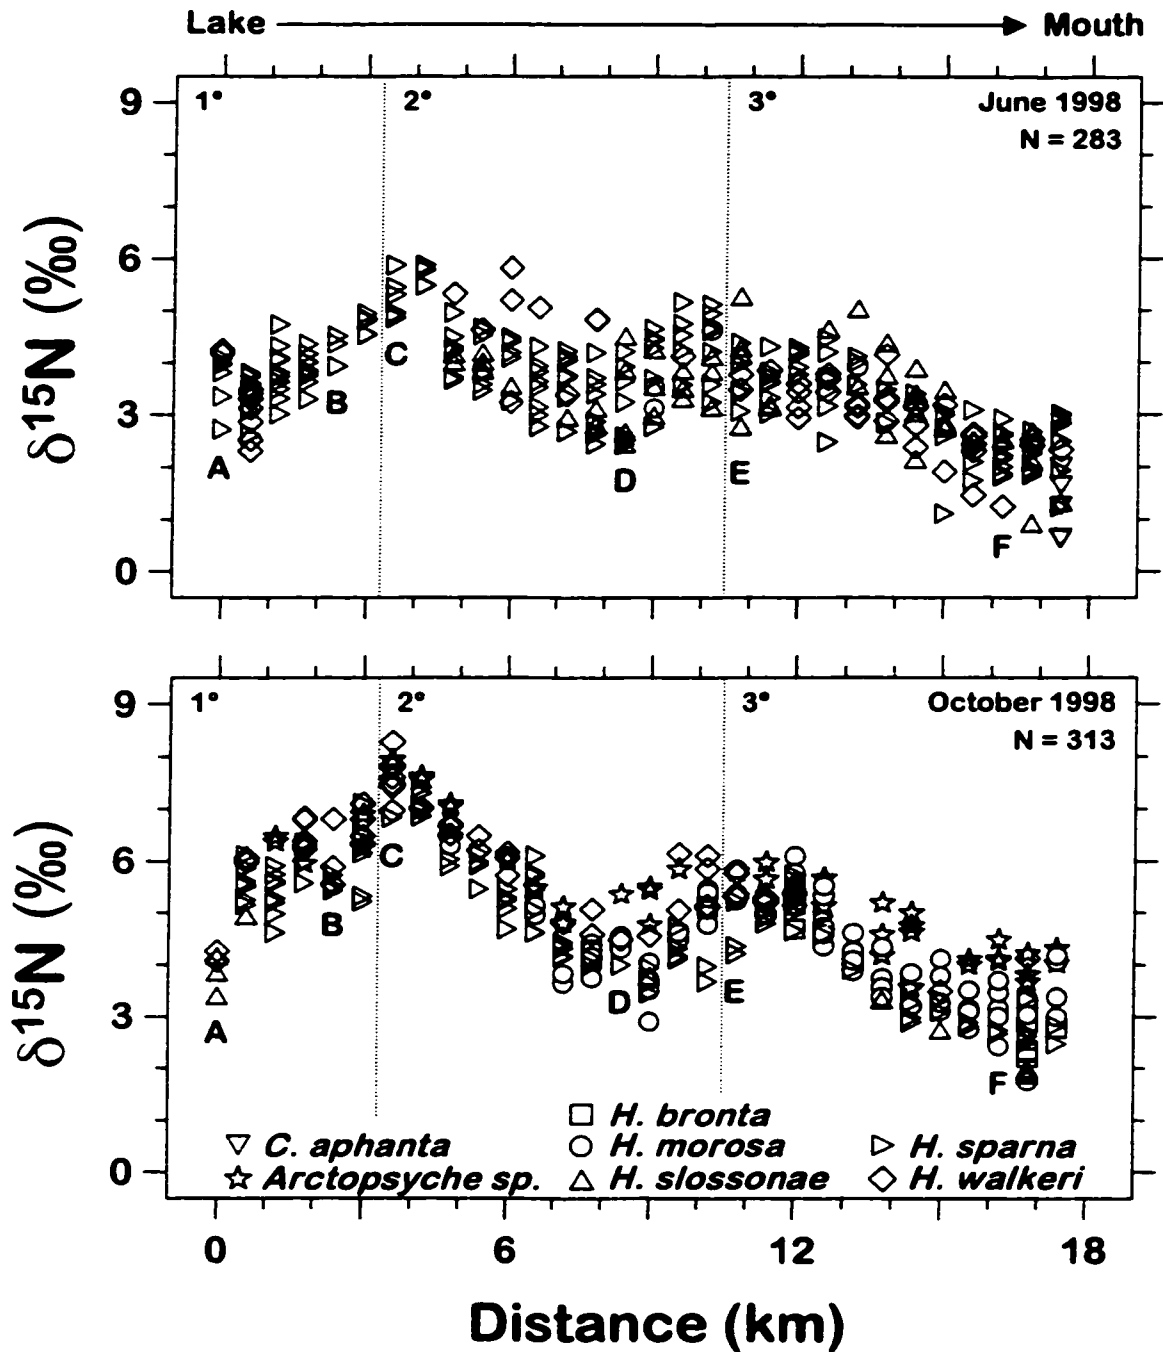 Lake Mouth
9 1° 2° 3° June 1998
N = 283
6
3
0
A B C D E F
δ¹⁵N (‰)
9 1° 2° 3° October 1998
N = 313
6
3
0
A B C D E F
δ¹⁵N (‰)
H. bronta
C. aphanta H. morosa H. sparna
Arctopsyche sp. H. slossonae H. walkeri
0 6 12 18
Distance (km)